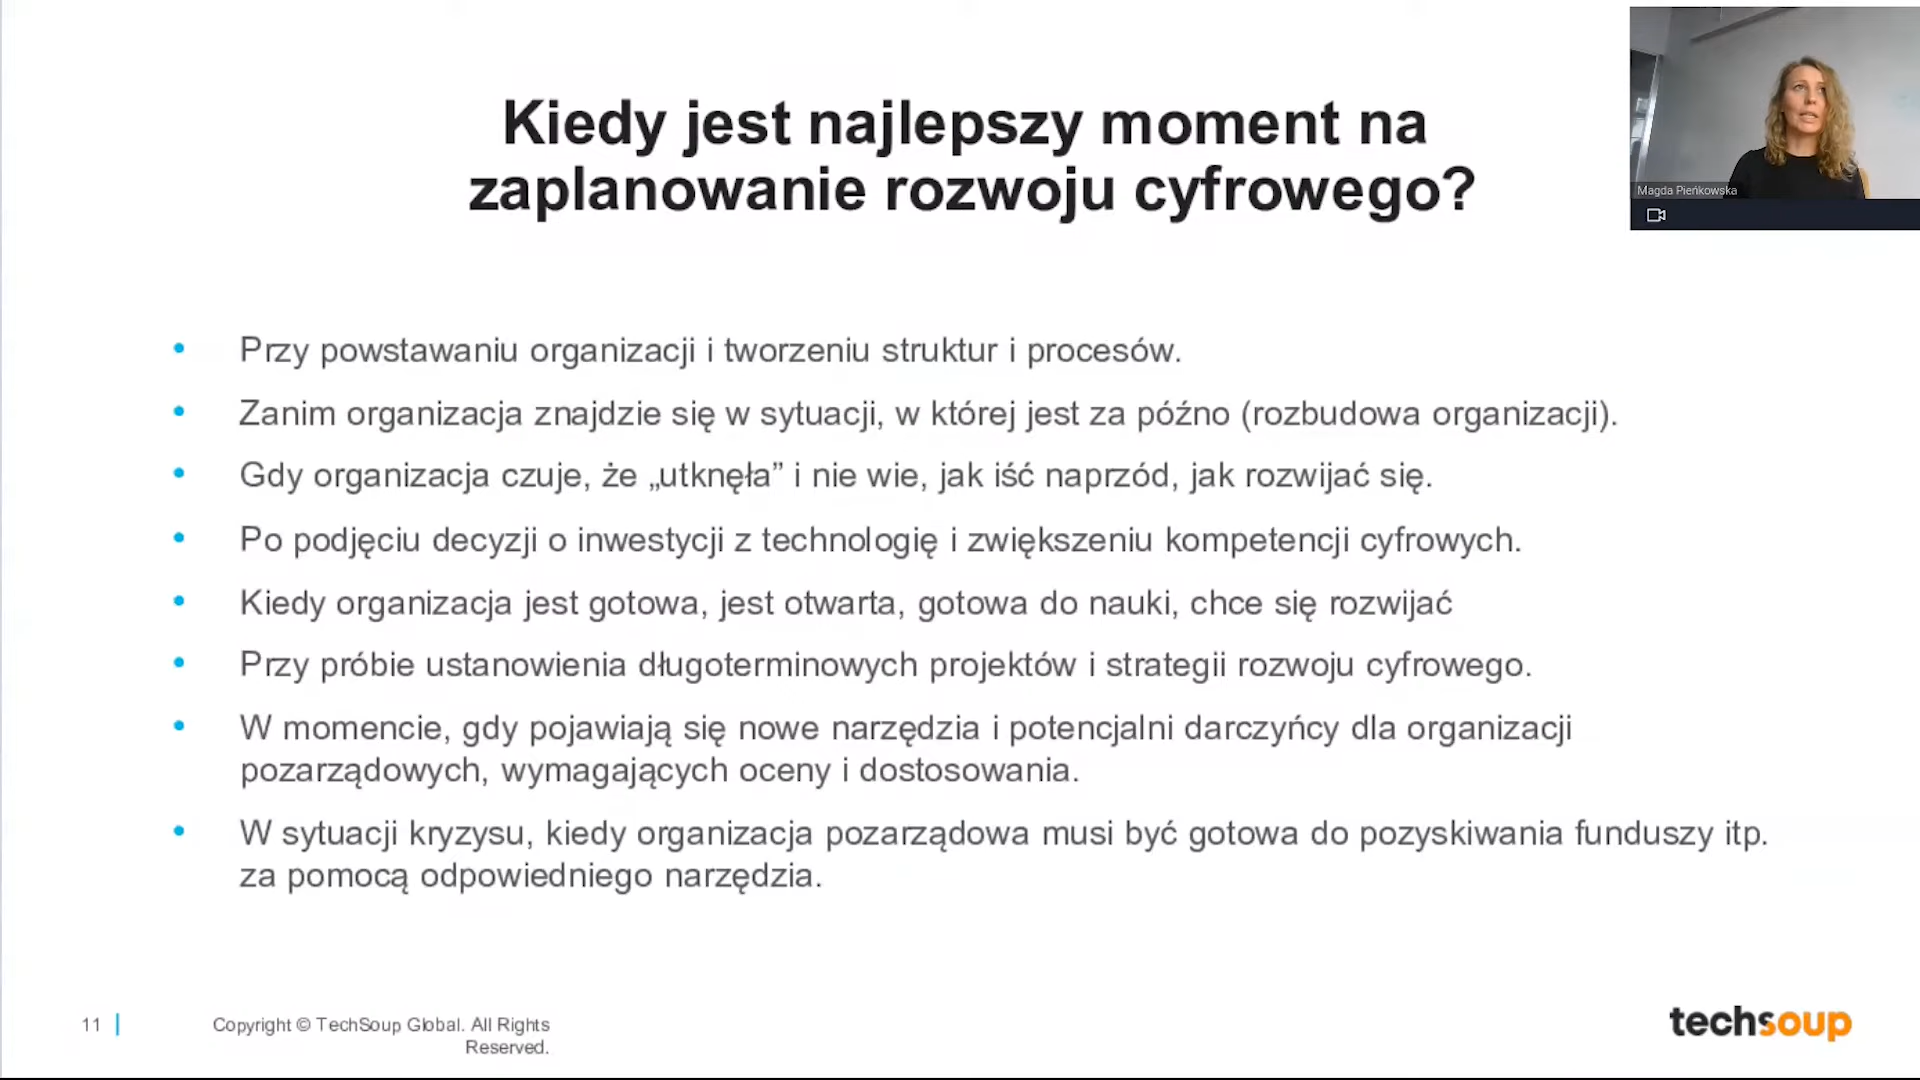 Kiedy jest najlepszy moment na
zaplanowanie rozwoju cyfrowego?
Magda Pieńkowska
• Przy powstawaniu organizacji i tworzeniu struktur i procesów.
• Zanim organizacja znajdzie się w sytuacji, w której jest za późno (rozbudowa organizacji).
• Gdy organizacja czuje, że „utknęła” i nie wie, jak iść naprzód, jak rozwijać się.
• Po podjęciu decyzji o inwestycji z technologię i zwiększeniu kompetencji cyfrowych.
• Kiedy organizacja jest gotowa, jest otwarta, gotowa do nauki, chce się rozwijać
• Przy próbie ustanowienia długoterminowych projektów i strategii rozwoju cyfrowego.
• W momencie, gdy pojawiają się nowe narzędzia i potencjalni darczyńcy dla organizacji
pozarządowych, wymagających oceny i dostosowania.
• W sytuacji kryzysu, kiedy organizacja pozarządowa musi być gotowa do pozyskiwania funduszy itp.
za pomocą odpowiedniego narzędzia.
11
Copyright © TechSoup Global. All Rights
Reserved.
techsoup